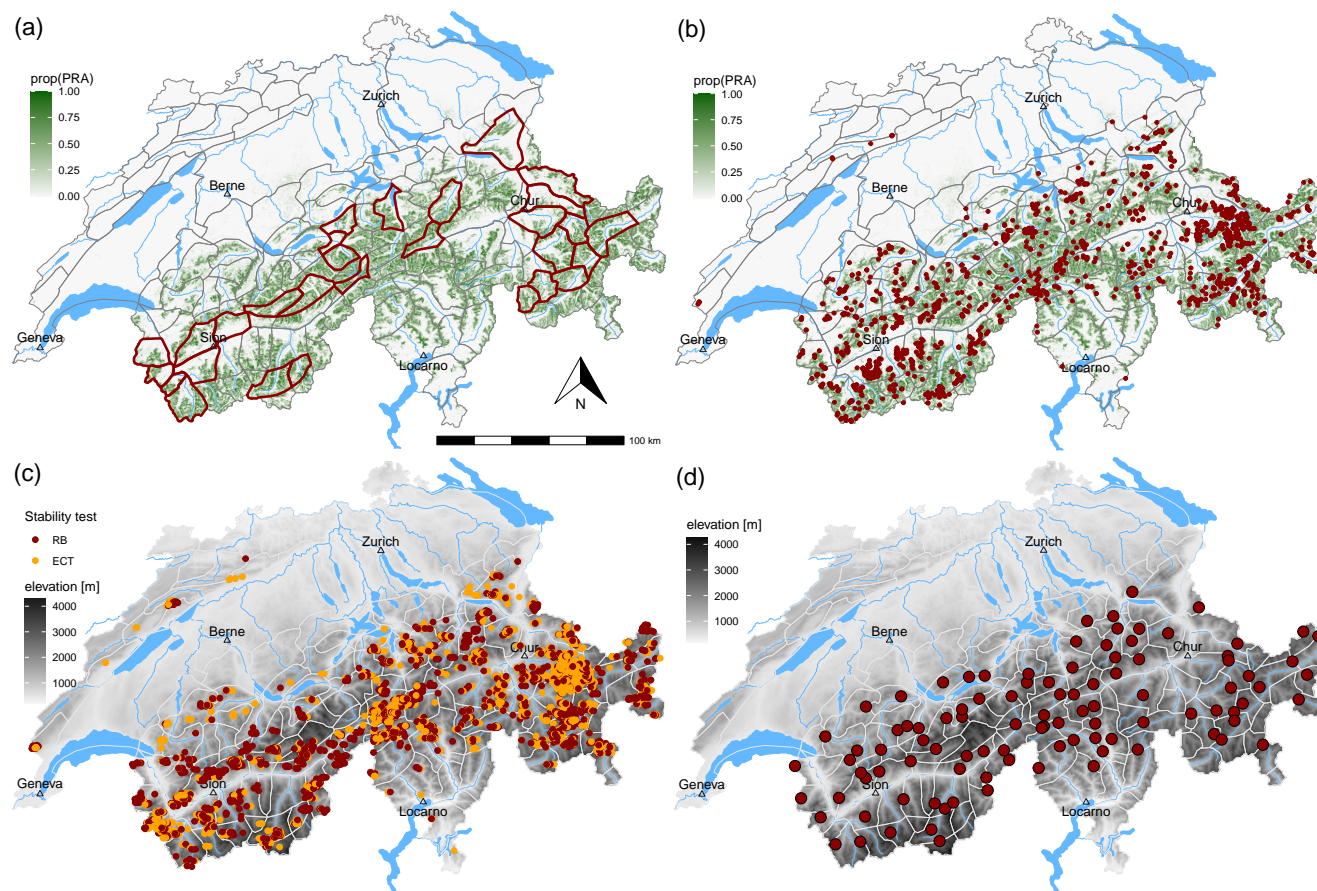 (a)
prop(PRA)
1.00
0.75
0.50
0.25
0.00
Zurich
Berne
Chur
Geneva
Sion
Locarno
N
100 km
(b)
prop(PRA)
1.00
0.75
0.50
0.25
0.00
Zurich
Berne
Chu
Geneva
Sion
Locarno
(c)
Stability test
RB
ECT
elevation [m]
4000
3000
2000
1000
Zurich
Berne
Chur
Geneva
Sion
Locarno
(d)
elevation [m]
4000
3000
2000
1000
Zurich
Berne
Chur
Geneva
Sion
Locarno